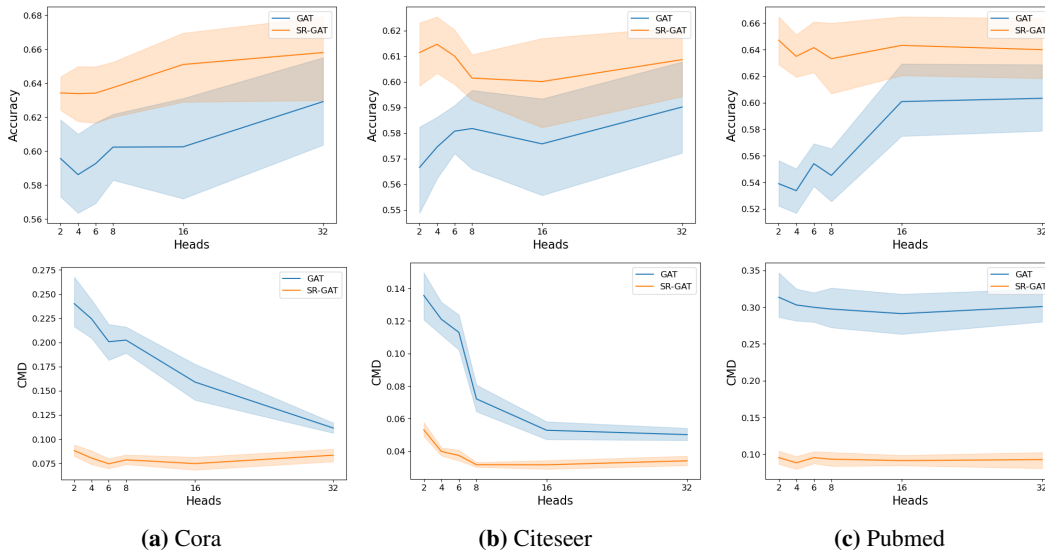 GAT
SR-GAT
0.68
0.66
0.64
0.62
0.60
0.58
0.56
Accuracy
2 4 6 8 16 32
Heads
GAT
SR-GAT
0.62
0.61
0.60
0.59
0.58
0.57
0.56
0.55
Accuracy
2 4 6 8 16 32
Heads
GAT
SR-GAT
0.66
0.64
0.62
0.60
0.58
0.56
0.54
0.52
Accuracy
2 4 6 8 16 32
Heads
GAT
SR-GAT
0.275
0.250
0.225
0.200
0.175
0.150
0.125
0.100
0.075
CMD
2 4 6 8 16 32
Heads
GAT
SR-GAT
0.14
0.12
0.10
0.08
0.06
0.04
CMD
2 4 6 8 16 32
Heads
GAT
SR-GAT
0.35
0.30
0.25
0.20
0.15
0.10
CMD
2 4 6 8 16 32
Heads
(a) Cora
(b) Citeseer
(c) Pubmed